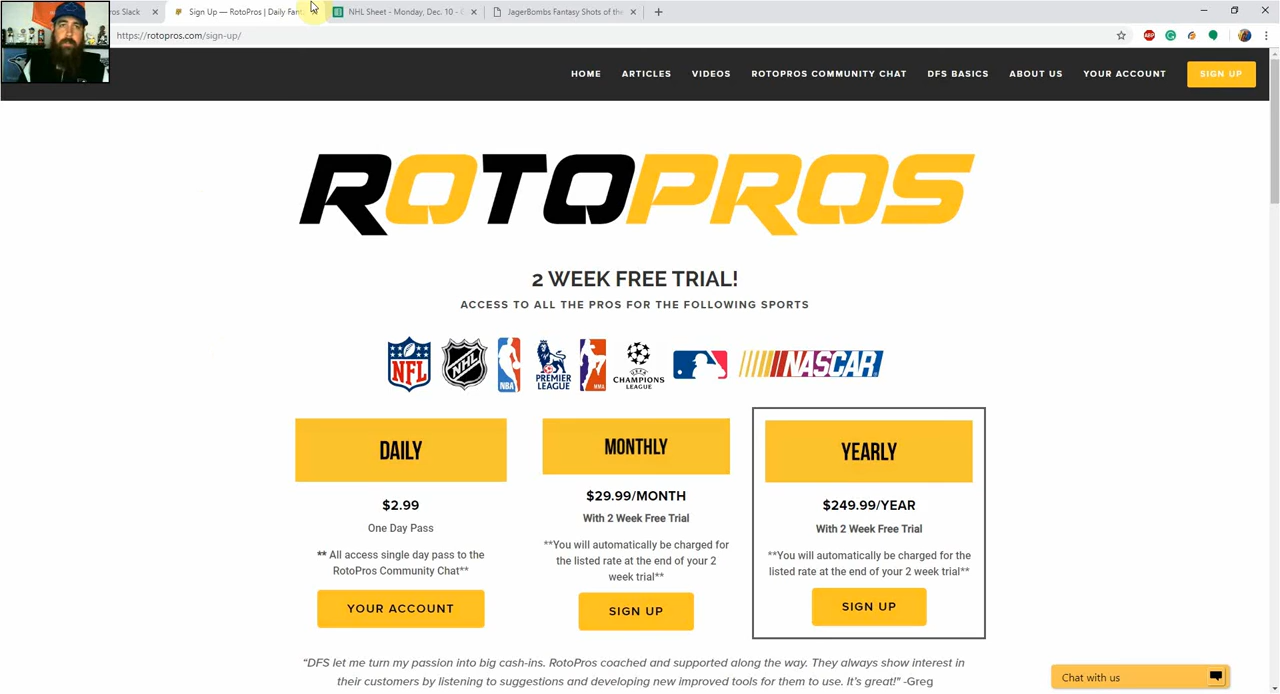 ros Slack
Sign Up — RotoPros | Daily Fan
NHL Sheet - Monday, Dec. 10 -
JagerBombs Fantasy Shots of the
https://rotopros.com/sign-up/
HOME ARTICLES VIDEOS ROTOPROS COMMUNITY CHAT DFS BASICS ABOUT US YOUR ACCOUNT SIGN UP
ROTOPROS
2 WEEK FREE TRIAL!
ACCESS TO ALL THE PROS FOR THE FOLLOWING SPORTS
NFL NHL NBA PREMIER LEAGUE MMA CHAMPIONS LEAGUE NASCAR
DAILY
$2.99
One Day Pass
** All access single day pass to the
RotoPros Community Chat**
YOUR ACCOUNT
MONTHLY
$29.99/MONTH
With 2 Week Free Trial
**You will automatically be charged for
the listed rate at the end of your 2
week trial**
SIGN UP
YEARLY
$249.99/YEAR
With 2 Week Free Trial
**You will automatically be charged for the
listed rate at the end of your 2 week trial**
SIGN UP
“DFS let me turn my passion into big cash-ins. RotoPros coached and supported along the way. They always show interest in
their customers by listening to suggestions and developing new improved tools for them to use. It’s great!" -Greg
Chat with us